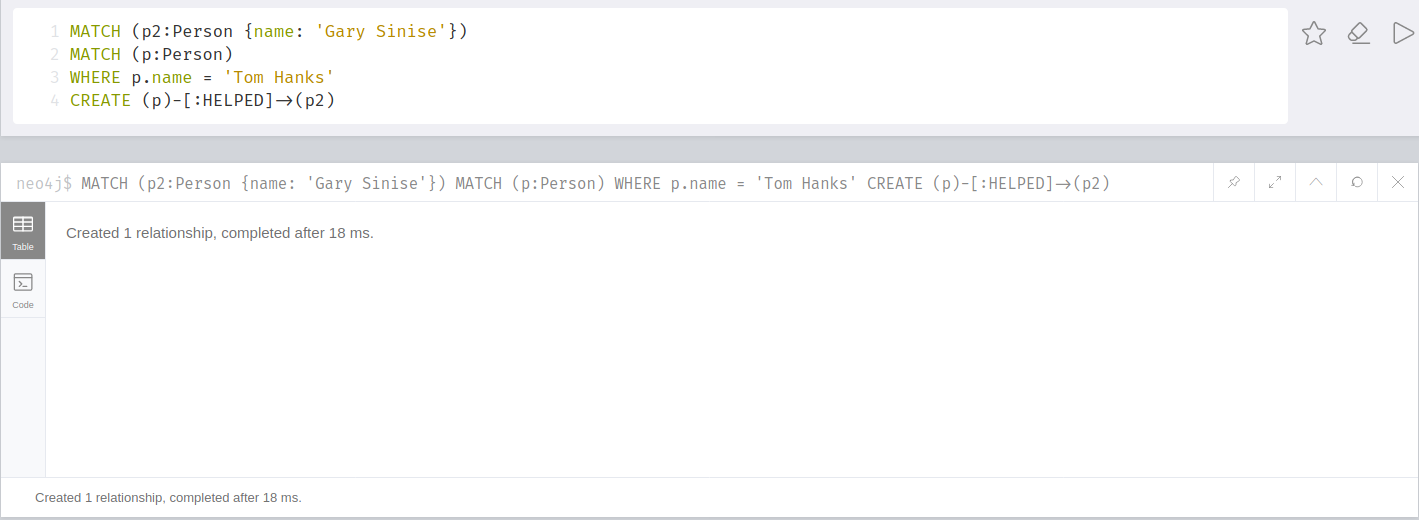 1 MATCH (p2:Person {name: 'Gary Sinise'})
2 MATCH (p:Person)
3 WHERE p.name = 'Tom Hanks'
4 CREATE (p)-[:HELPED]->(p2)
neo4j$ MATCH (p2:Person {name: 'Gary Sinise'}) MATCH (p:Person) WHERE p.name = 'Tom Hanks' CREATE (p)-[:HELPED]->(p2)
Table
Created 1 relationship, completed after 18 ms.
Code
Created 1 relationship, completed after 18 ms.